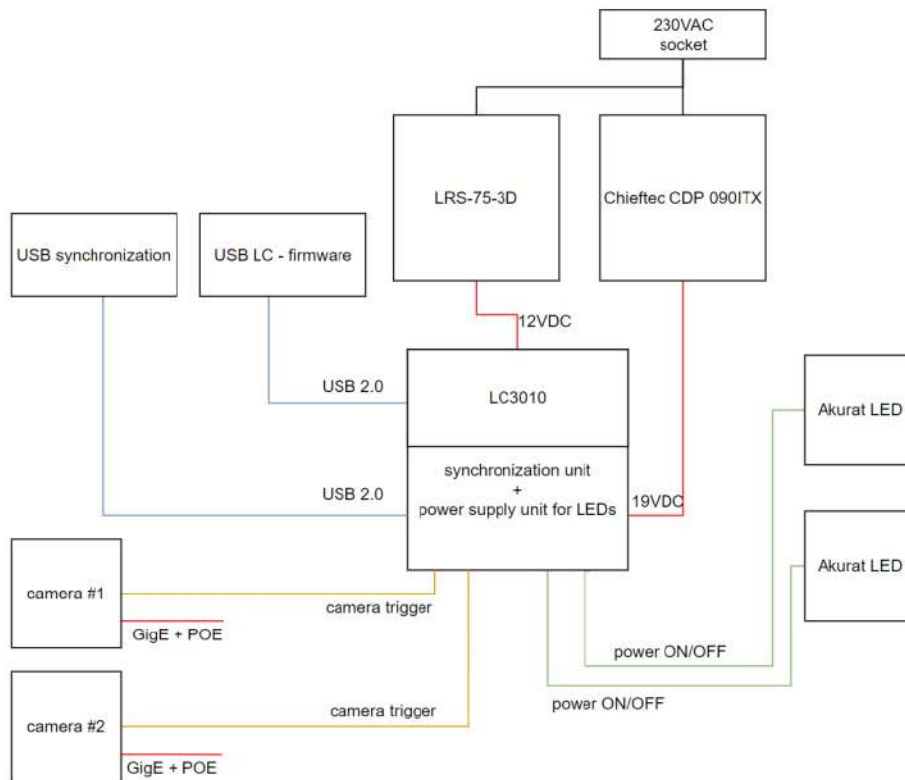 230VAC
socket
LRS-75-3D
Chieftec CDP 090ITX
USB synchronization
USB LC - firmware
12VDC
USB 2.0
LC3010
Akurat LED
synchronization unit
+
power supply unit for LEDs
USB 2.0
19VDC
Akurat LED
camera #1
camera trigger
GigE + POE
power ON/OFF
power ON/OFF
camera #2
camera trigger
GigE + POE